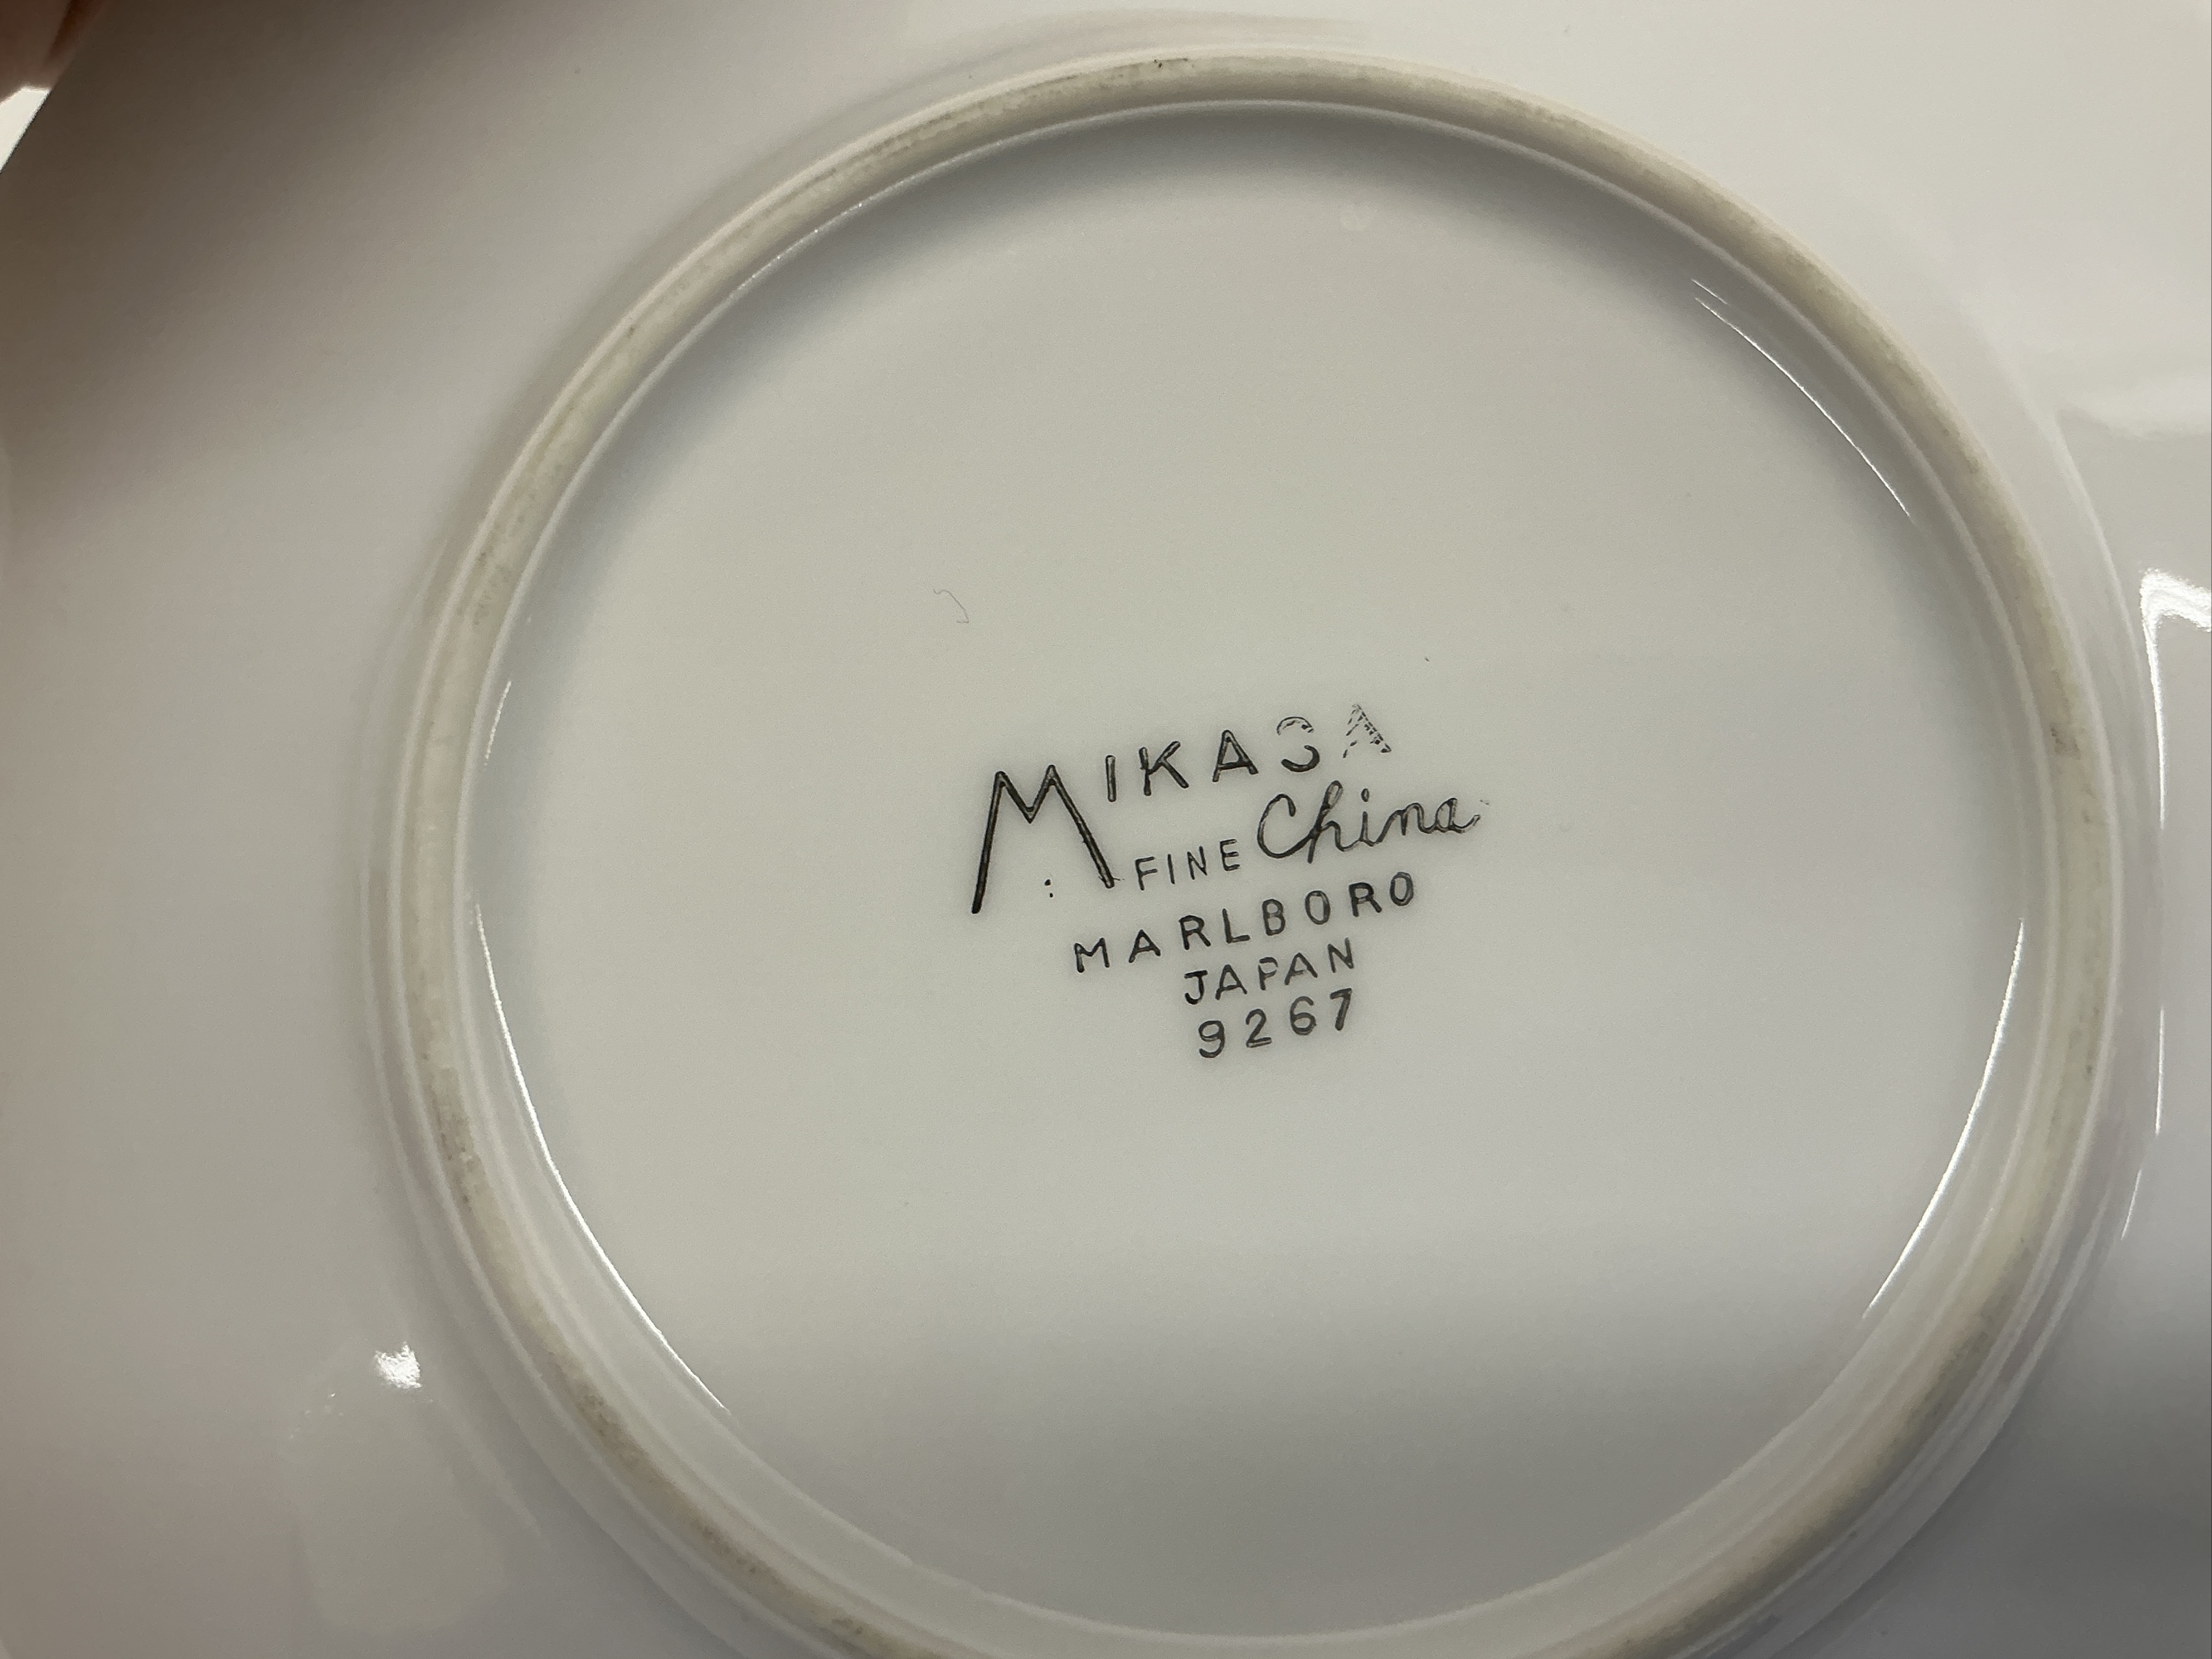 MIKASA
FINE China
MARLBORO
JAPAN
9267